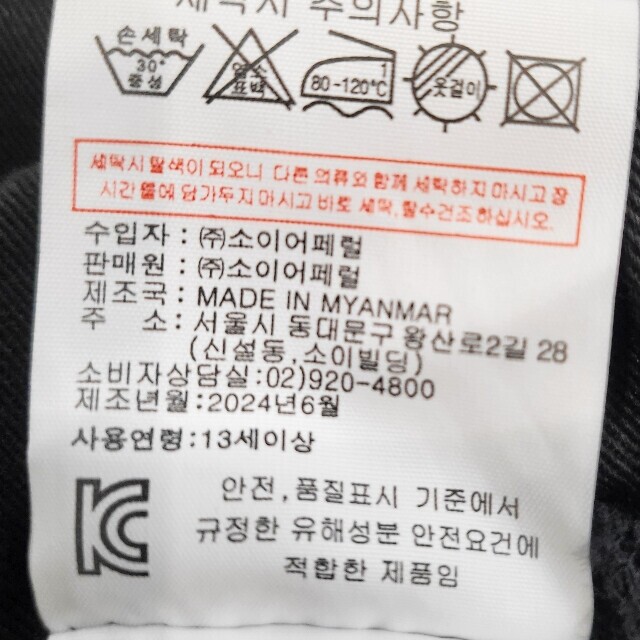 세탁시 주의사항
손세탁
30°
중성
염소
표백
80-120℃
1
옷걸이
세탁시 탈색이 되오니 다른 의류와 함께 세탁하지 마시고 장
시간 물에 담가두지 마시고 바로 세탁,탈수건조하십시오.
수입자 : ㈜소이어페럴
판매원 : ㈜소이어페럴
제조국 : MADE IN MYANMAR
주 소 : 서울시 동대문구 왕산로2길 28
(신설동,소이빌딩)
소비자상담실:02)920-4800
제조년월:2024년6월
사용연령:13세이상
안전,품질표시 기준에서
규정한 유해성분 안전요건에
적합한 제품임